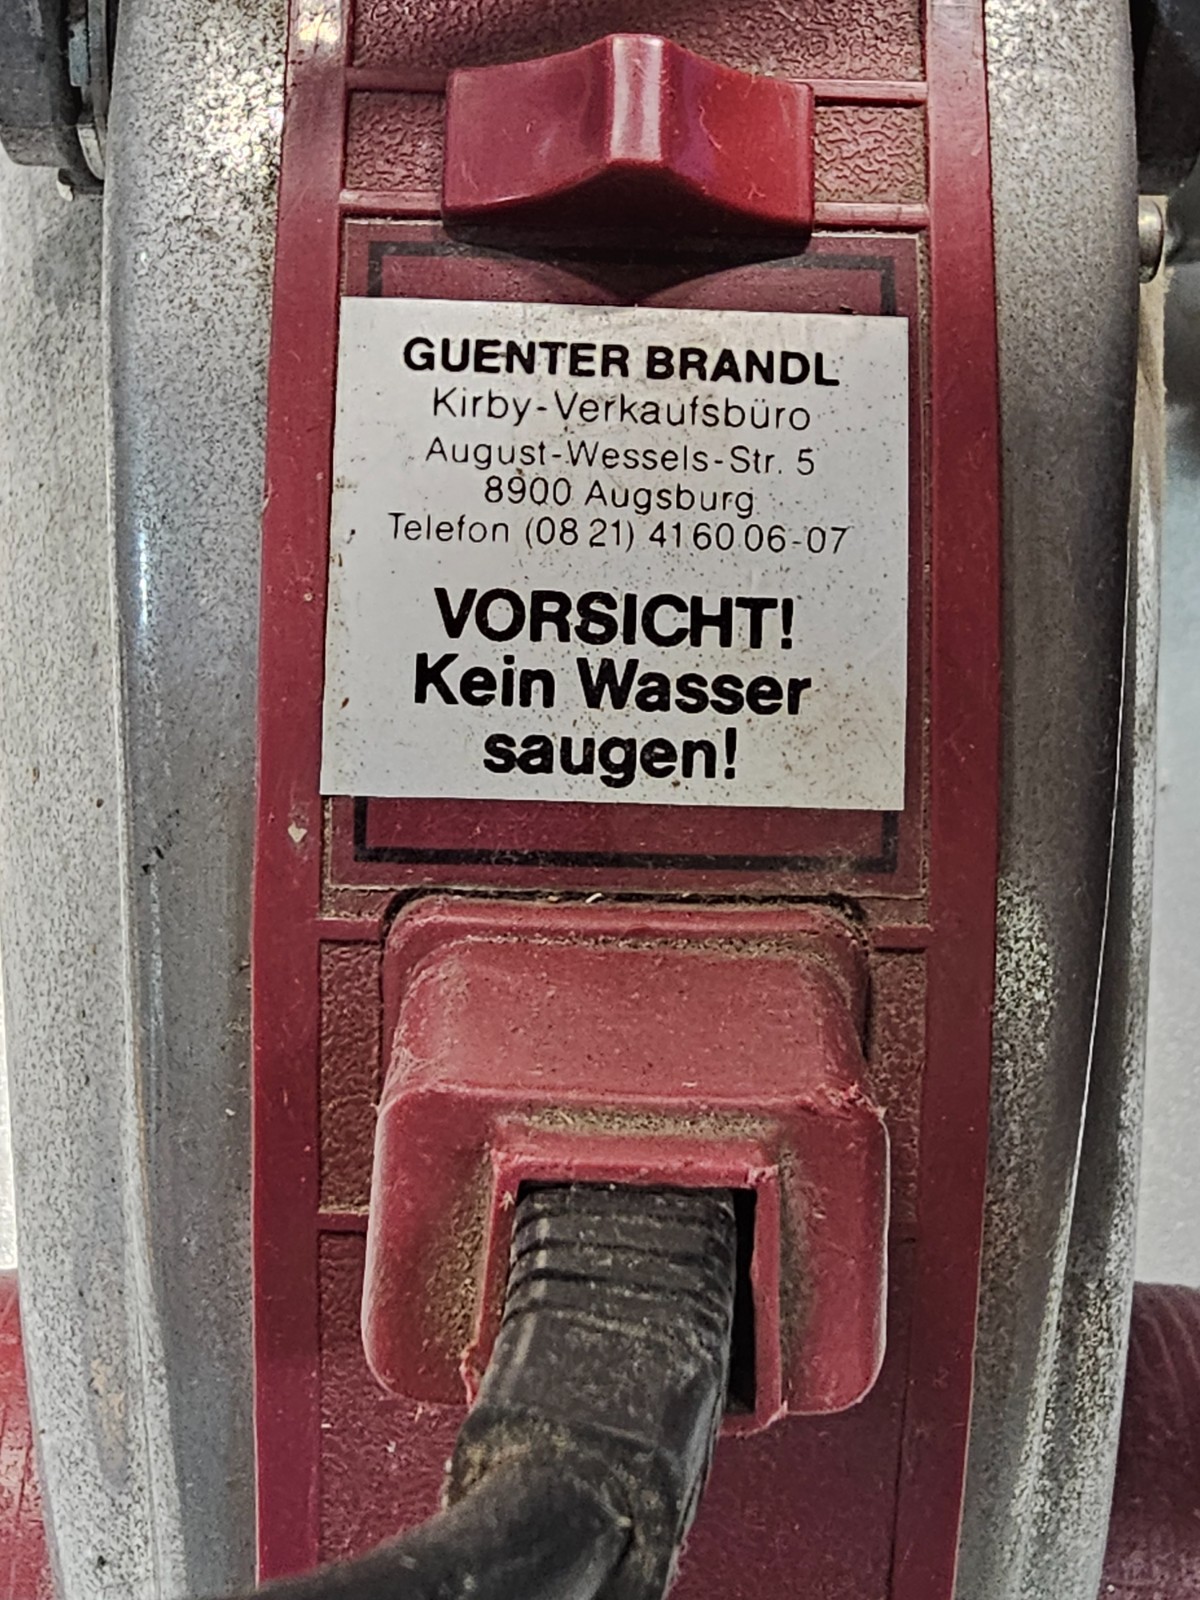 GUENTER BRANDL
Kirby-Verkaufsbüro
August-Wessels-Str. 5
8900 Augsburg
Telefon (08 21) 41 60 06-07
VORSICHT!
Kein Wasser
saugen!